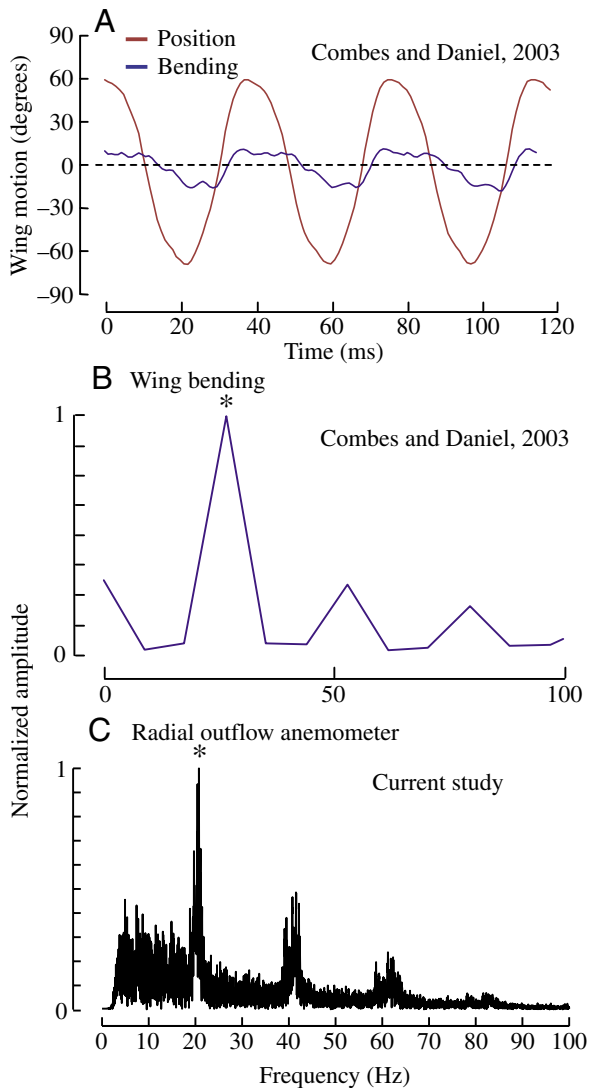 A
Position
Bending
Combes and Daniel, 2003
Wing motion (degrees)
90
60
30
0
–30
–60
–90
0 20 40 60 80 100 120
Time (ms)
B Wing bending
*
Combes and Daniel, 2003
1
0
0 50 100
Normalized amplitude
C Radial outflow anemometer
*
Current study
1
0
0 10 20 30 40 50 60 70 80 90 100
Frequency (Hz)